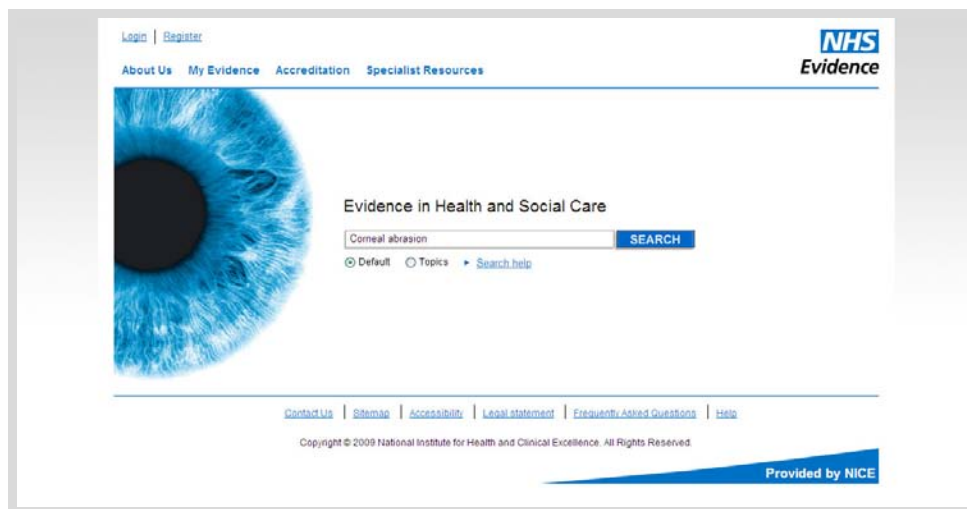 Login | Register
NHS
Evidence
About Us My Evidence Accreditation Specialist Resources
Evidence in Health and Social Care
Corneal abrasion SEARCH
Default Topics Search help
Contact Us | Sitemap | Accessibility | Legal statement | Frequently Asked Questions | Help
Copyright © 2009 National Institute for Health and Clinical Excellence. All Rights Reserved.
Provided by NICE